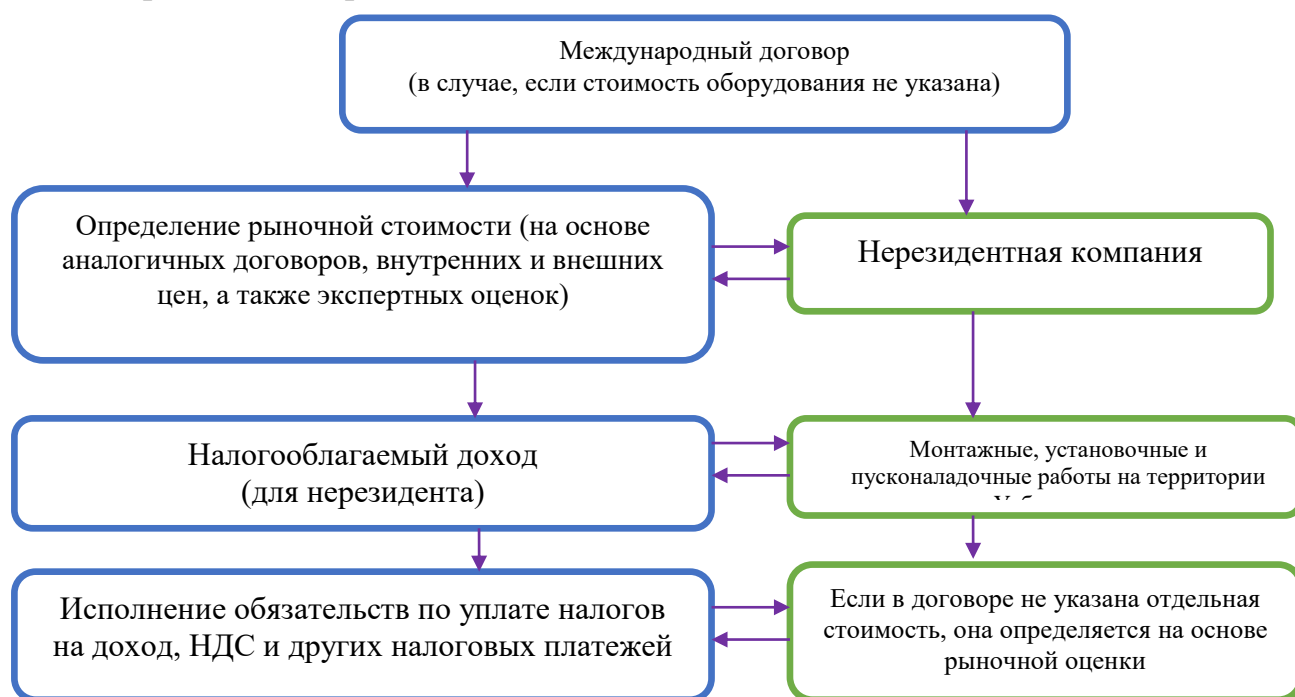 Международный договор
(в случае, если стоимость оборудования не указана)
Определение рыночной стоимости (на основе
аналогичных договоров, внутренних и внешних
цен, а также экспертных оценок)
Нерезидентная компания
Налогооблагаемый доход
(для нерезидента)
Монтажные, установочные и
пусконаладочные работы на территории
Исполнение обязательств по уплате налогов
на доход, НДС и других налоговых платежей
Если в договоре не указана отдельная
стоимость, она определяется на основе
рыночной оценки